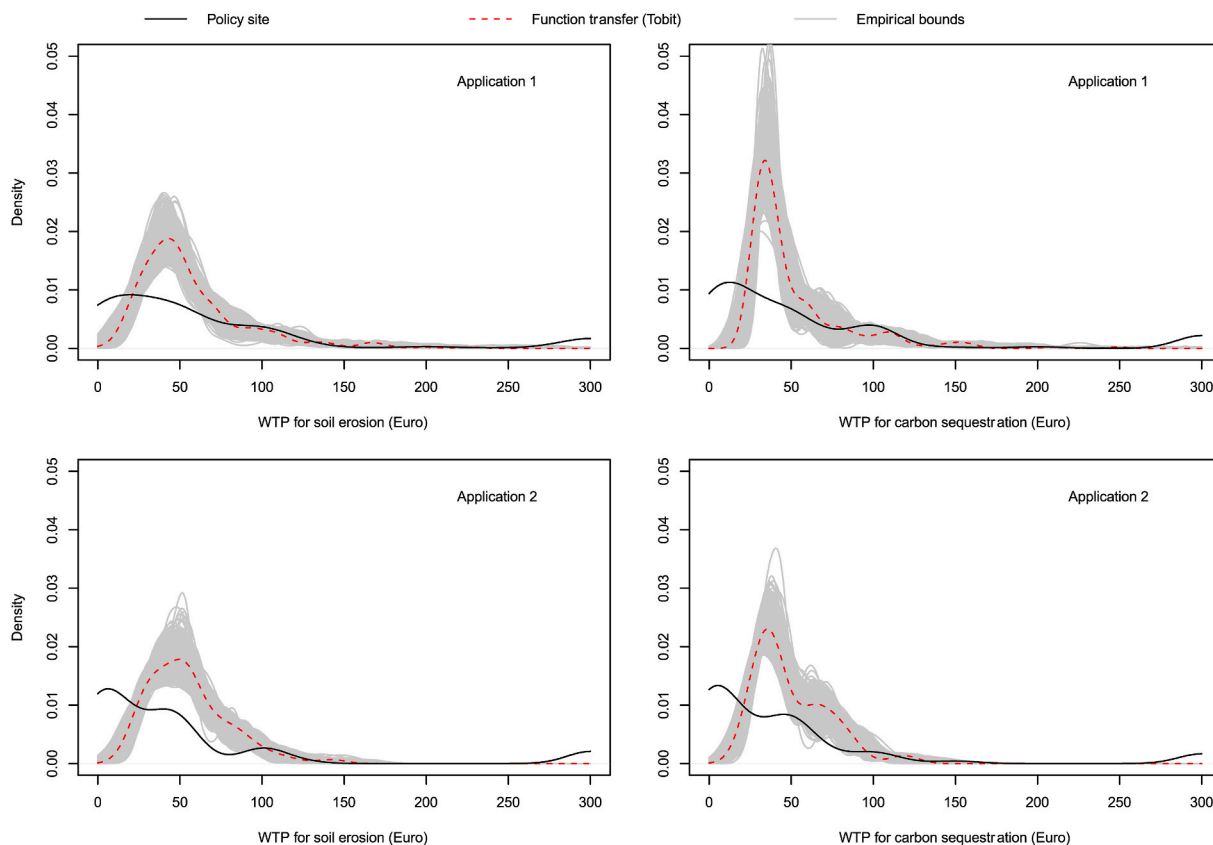 Policy site Function transfer (Tobit) Empirical bounds
0.05
0.04
0.03
0.02
0.01
0.00
Density
Application 1
0 50 100 150 200 250 300
WTP for soil erosion (Euro)
0.05
0.04
0.03
0.02
0.01
0.00
Application 1
0 50 100 150 200 250 300
WTP for carbon sequestration (Euro)
0.05
0.04
0.03
0.02
0.01
0.00
Density
Application 2
0 50 100 150 200 250 300
WTP for soil erosion (Euro)
0.05
0.04
0.03
0.02
0.01
0.00
Application 2
0 50 100 150 200 250 300
WTP for carbon sequestration (Euro)